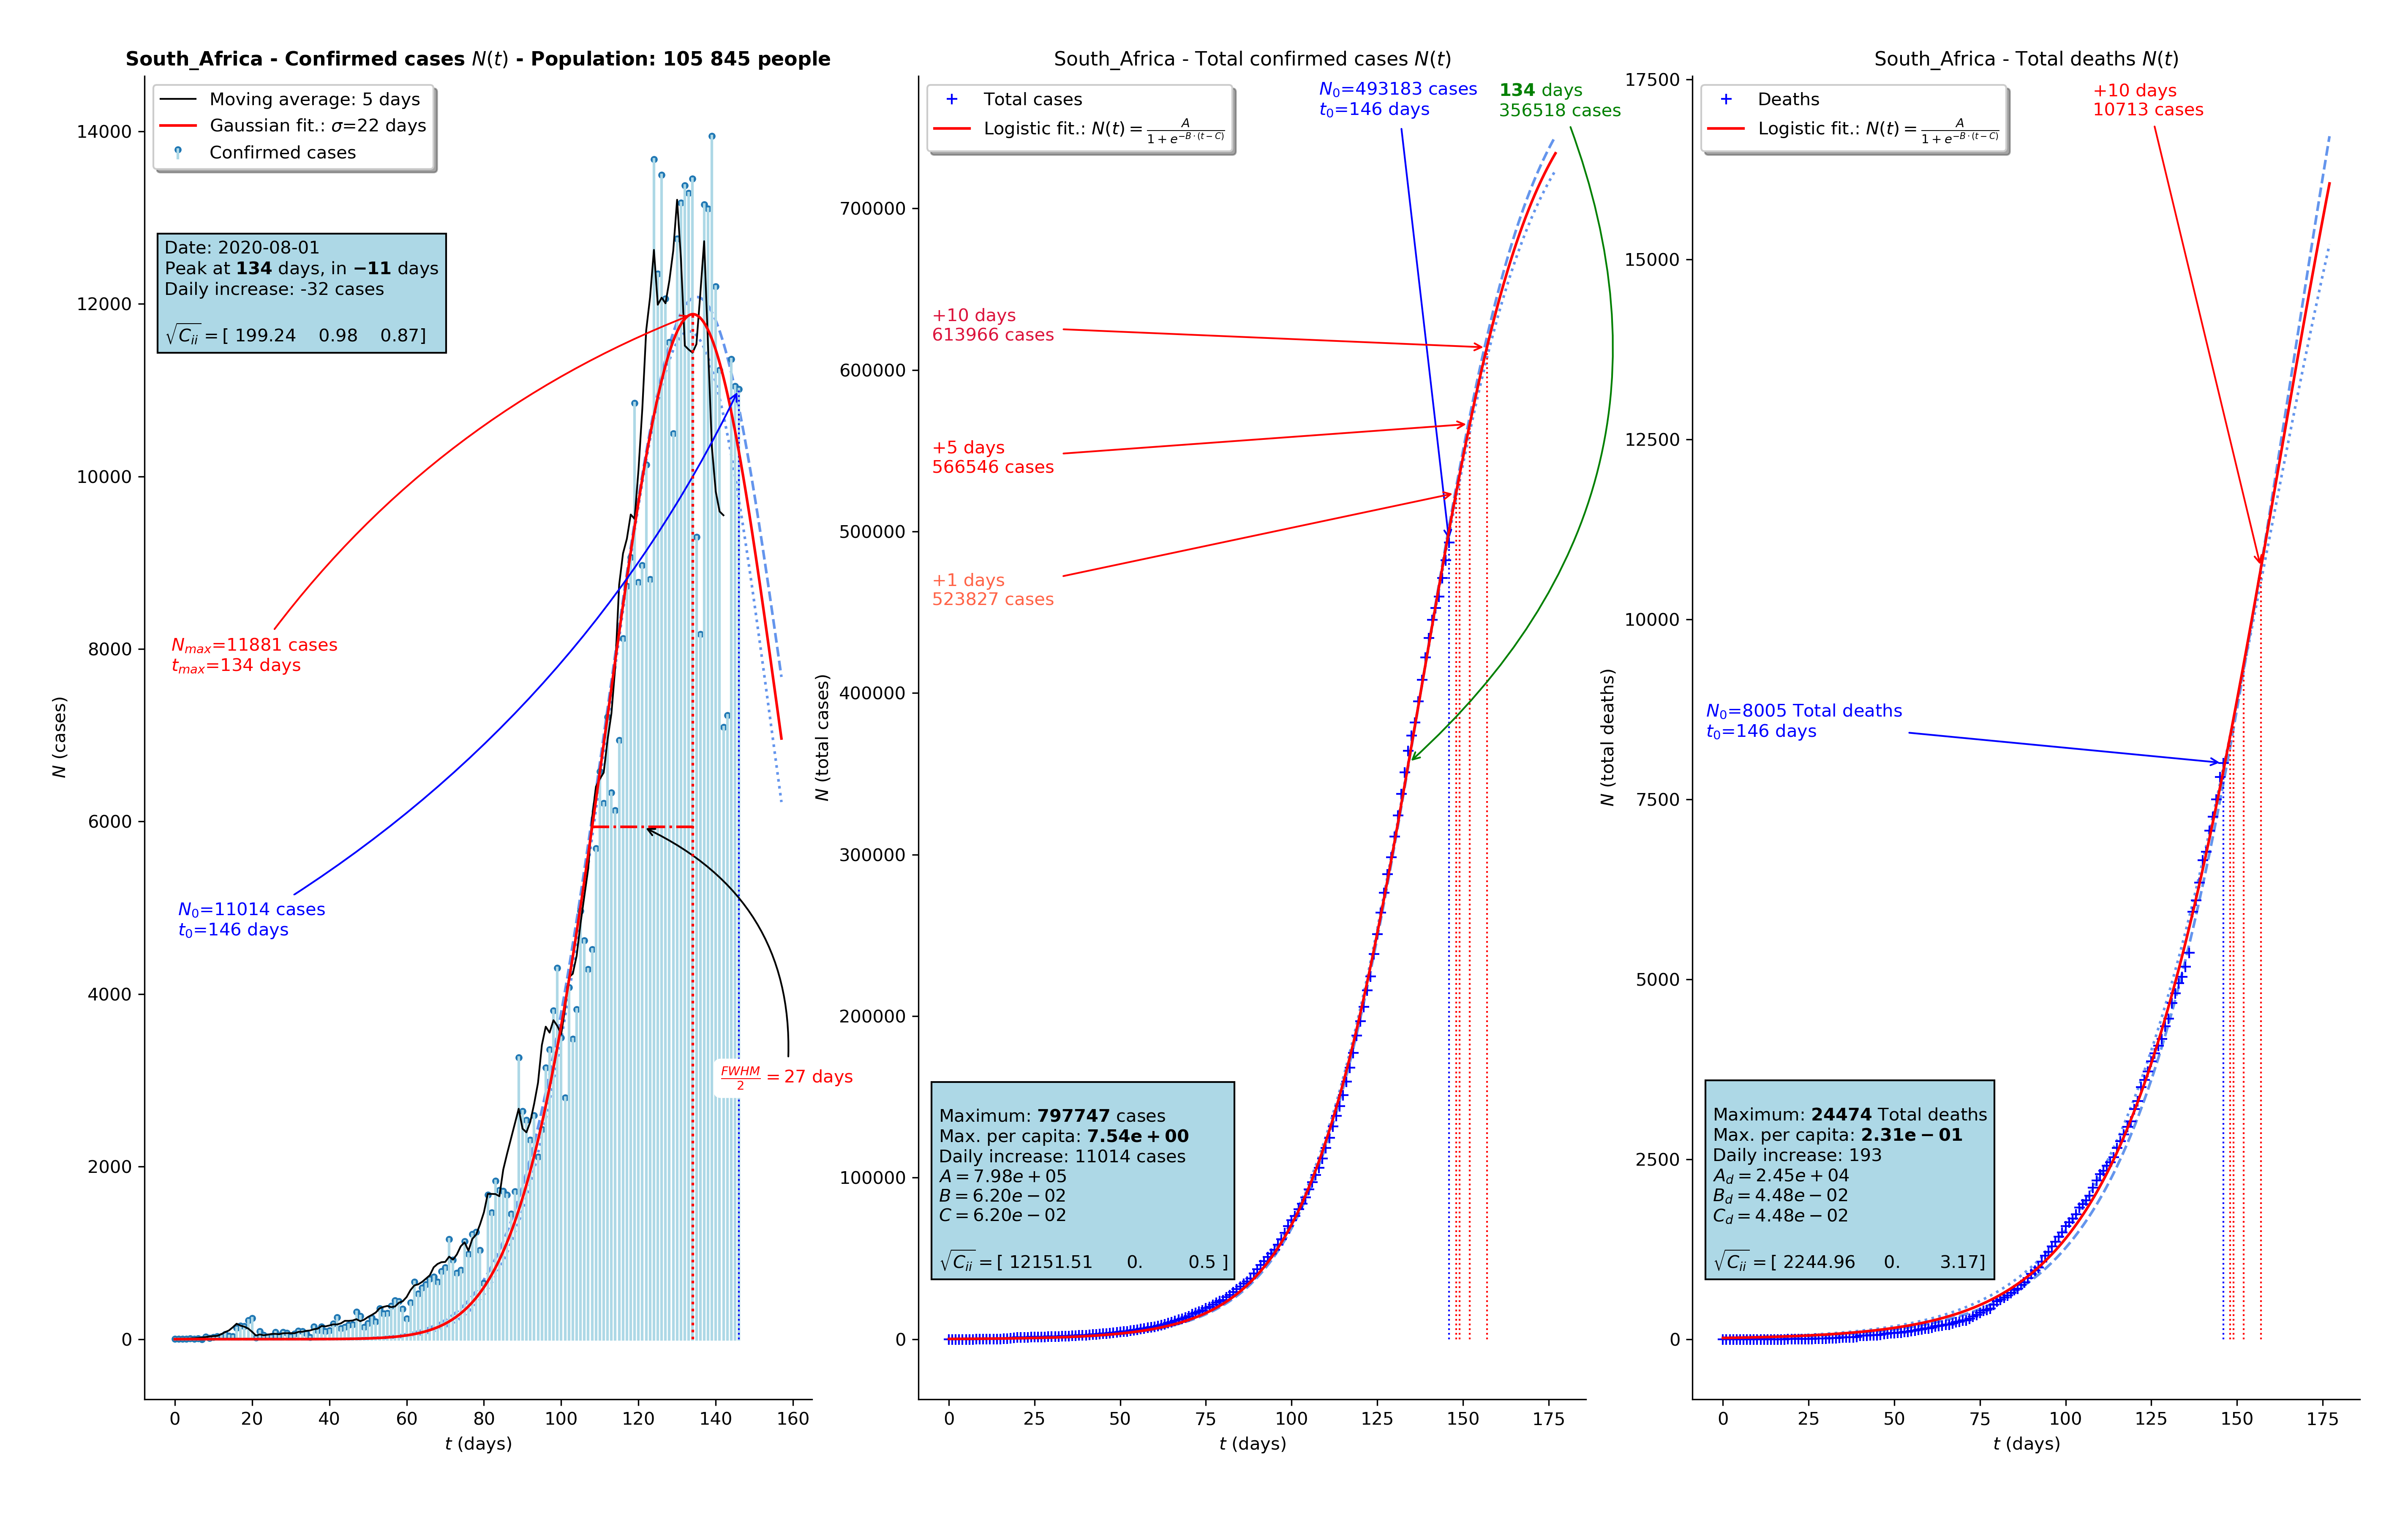 South_Africa - Confirmed cases N(t) - Population: 105 845 people
Moving average: 5 days
Gaussian fit.: σ=22 days
Confirmed cases
Date: 2020-08-01
Peak at 134 days, in −11 days
Daily increase: -32 cases
√C_ii = [ 199.24 0.98 0.87]
N_max=11881 cases
t_max=134 days
N_0=11014 cases
t_0=146 days
FWHM/2 = 27 days
N (cases)
14000
12000
10000
8000
6000
4000
2000
0
0 20 40 60 80 100 120 140 160
t (days)
South_Africa - Total confirmed cases N(t)
Total cases
Logistic fit.: N(t) = A/(1 + e^{−B·(t−C)})
N_0=493183 cases
t_0=146 days
134 days
356518 cases
+10 days
613966 cases
+5 days
566546 cases
+1 days
523827 cases
Maximum: 797747 cases
Max. per capita: 7.54e + 00
Daily increase: 11014 cases
A = 7.98e + 05
B = 6.20e − 02
C = 6.20e − 02
√C_ii = [ 12151.51 0. 0.5 ]
N (total cases)
700000
600000
500000
400000
300000
200000
100000
0
0 25 50 75 100 125 150 175
t (days)
South_Africa - Total deaths N(t)
Deaths
Logistic fit.: N(t) = A/(1 + e^{−B·(t−C)})
+10 days
10713 cases
N_0=8005 Total deaths
t_0=146 days
Maximum: 24474 Total deaths
Max. per capita: 2.31e − 01
Daily increase: 193
A_d = 2.45e + 04
B_d = 4.48e − 02
C_d = 4.48e − 02
√C_ii = [ 2244.96 0. 3.17]
N (total deaths)
17500
15000
12500
10000
7500
5000
2500
0
0 25 50 75 100 125 150 175
t (days)